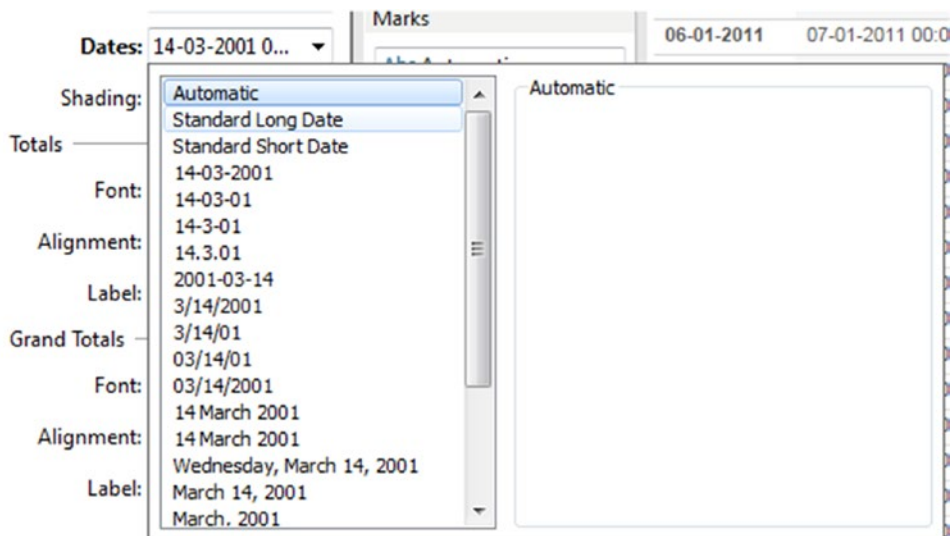 Marks
Dates: 14-03-2001 0...
06-01-2011 07-01-2011 00:0
Shading:
Totals
Font:
Alignment:
Label:
Grand Totals
Font:
Alignment:
Label:
Automatic
Standard Long Date
Standard Short Date
14-03-2001
14-03-01
14-3-01
14.3.01
2001-03-14
3/14/2001
3/14/01
03/14/01
03/14/2001
14 March 2001
14 March 2001
Wednesday, March 14, 2001
March 14, 2001
March, 2001
Automatic